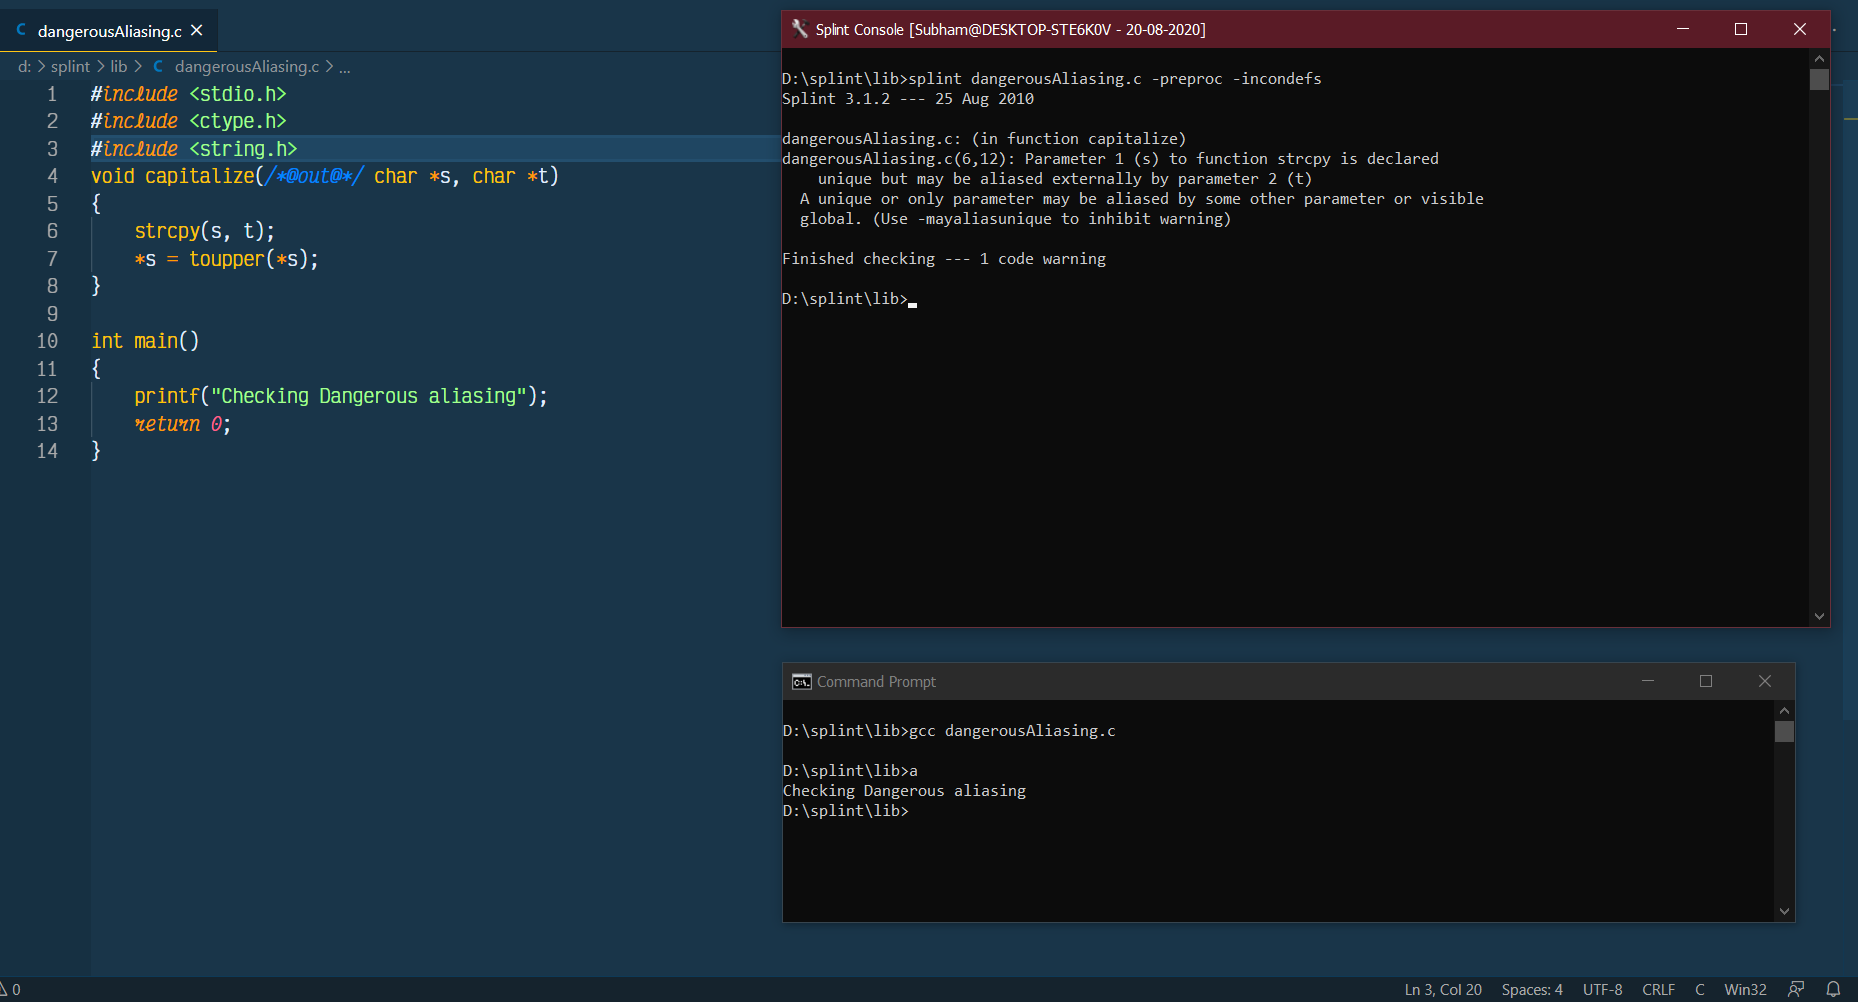 C dangerousAliasing.c ×
d: > splint > lib > C dangerousAliasing.c > ...
1 #include <stdio.h>
2 #include <ctype.h>
3 #include <string.h>
4 void capitalize(/*@out@*/ char *s, char *t)
5 {
6     strcpy(s, t);
7     *s = toupper(*s);
8 }
9
10 int main()
11 {
12     printf("Checking Dangerous aliasing");
13     return 0;
14 }
Splint Console [Subham@DESKTOP-STE6K0V - 20-08-2020]
D:\splint\lib>splint dangerousAliasing.c -preproc -incondefs
Splint 3.1.2 --- 25 Aug 2010
dangerousAliasing.c: (in function capitalize)
dangerousAliasing.c(6,12): Parameter 1 (s) to function strcpy is declared
    unique but may be aliased externally by parameter 2 (t)
  A unique or only parameter may be aliased by some other parameter or visible
  global. (Use -mayaliasunique to inhibit warning)
Finished checking --- 1 code warning
D:\splint\lib>
Command Prompt
D:\splint\lib>gcc dangerousAliasing.c
D:\splint\lib>a
Checking Dangerous aliasing
D:\splint\lib>
0 Ln 3, Col 20 Spaces: 4 UTF-8 CRLF C Win32